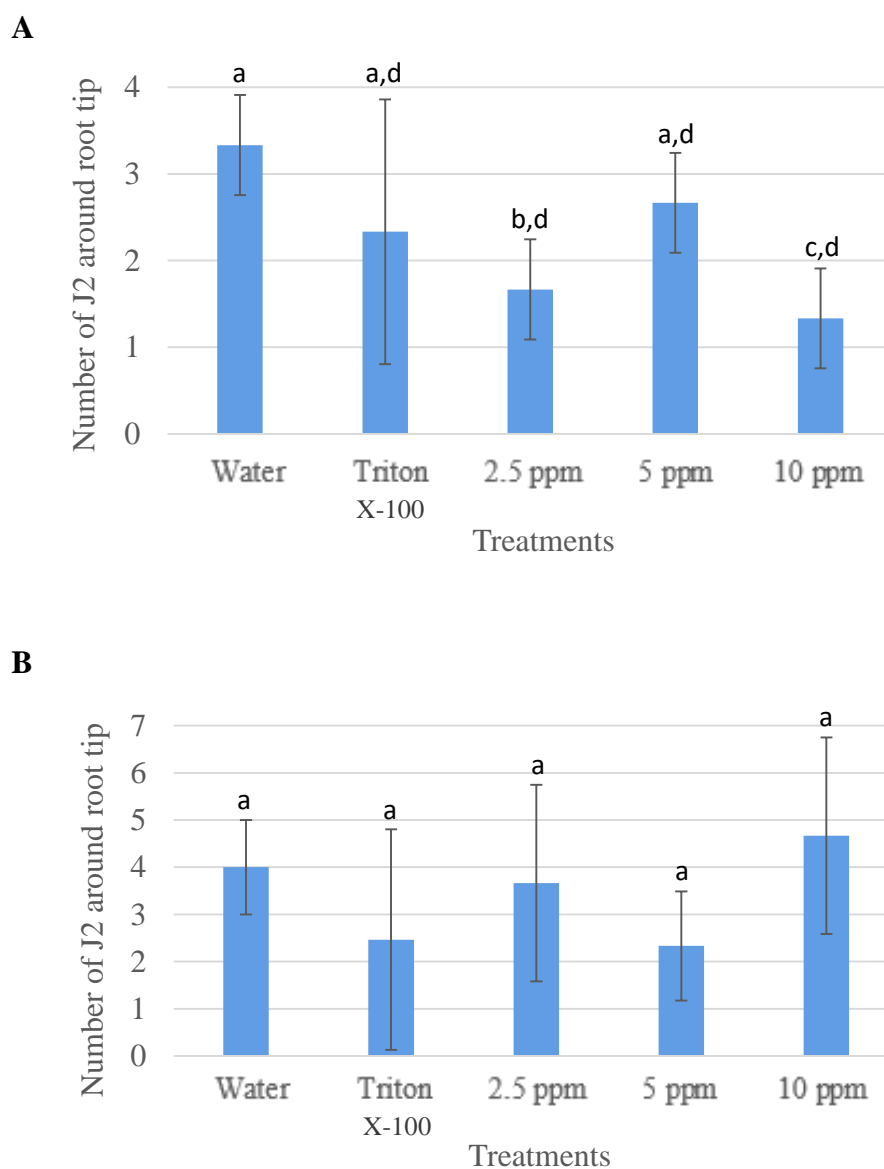 A
Number of J2 around root tip
4
3
2
1
0
a
a,d
b,d
a,d
c,d
Water Triton 2.5 ppm 5 ppm 10 ppm
X-100
Treatments
B
Number of J2 around root tip
7
6
5
4
3
2
1
0
a
a
a
a
a
Water Triton 2.5 ppm 5 ppm 10 ppm
X-100
Treatments